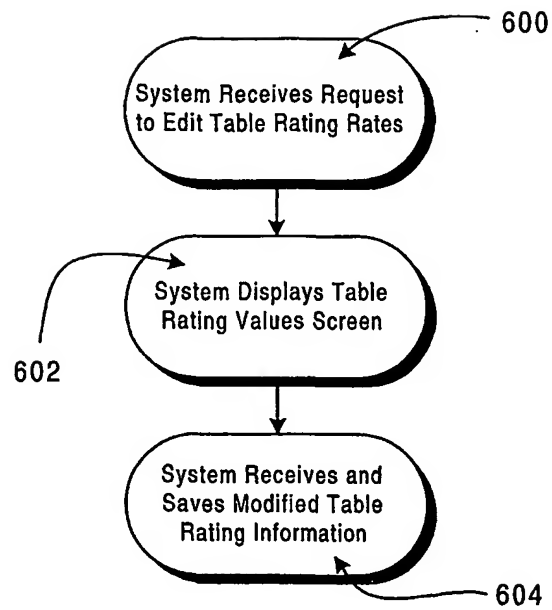 600
System Receives Request
to Edit Table Rating Rates
System Displays Table
Rating Values Screen
602
System Receives and
Saves Modified Table
Rating Information
604